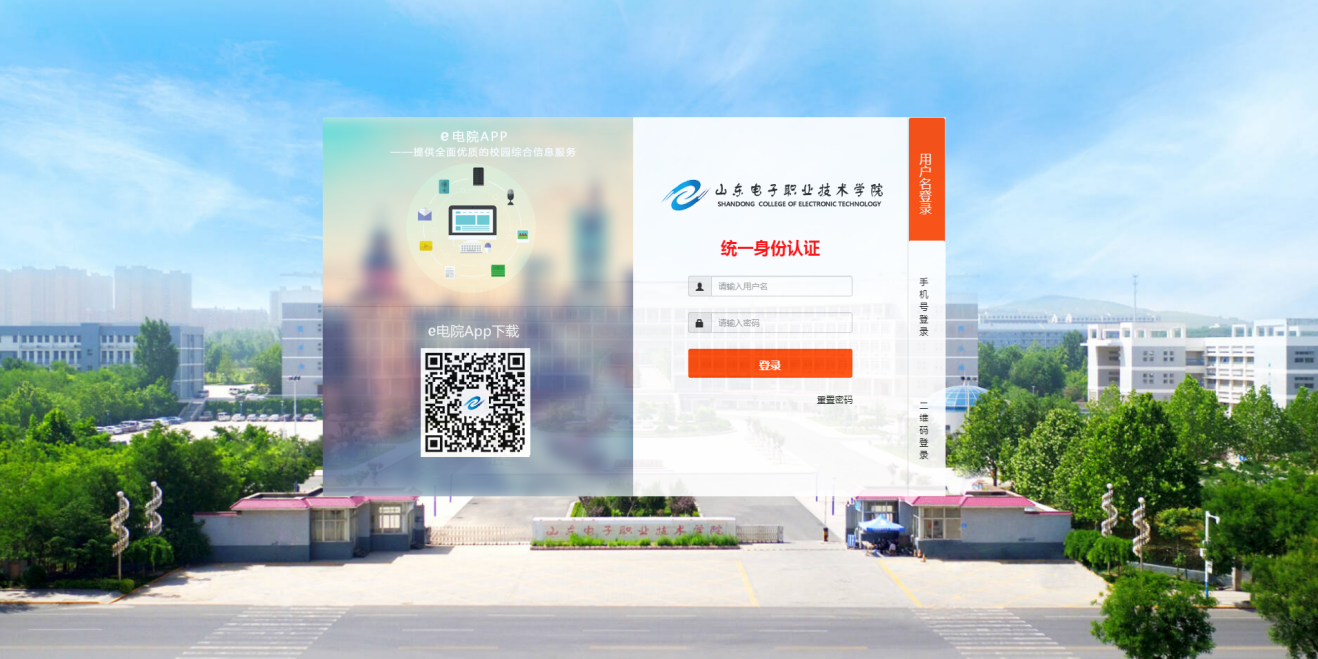 e电院APP
——提供全面优质的校园综合信息服务
e电院App下载
山东电子职业技术学院
SHANDONG COLLEGE OF ELECTRONIC TECHNOLOGY
统一身份认证
请输入用户名
请输入密码
登录
重置密码
用户名登录
手机号登录
二维码登录
山东电子职业技术学院